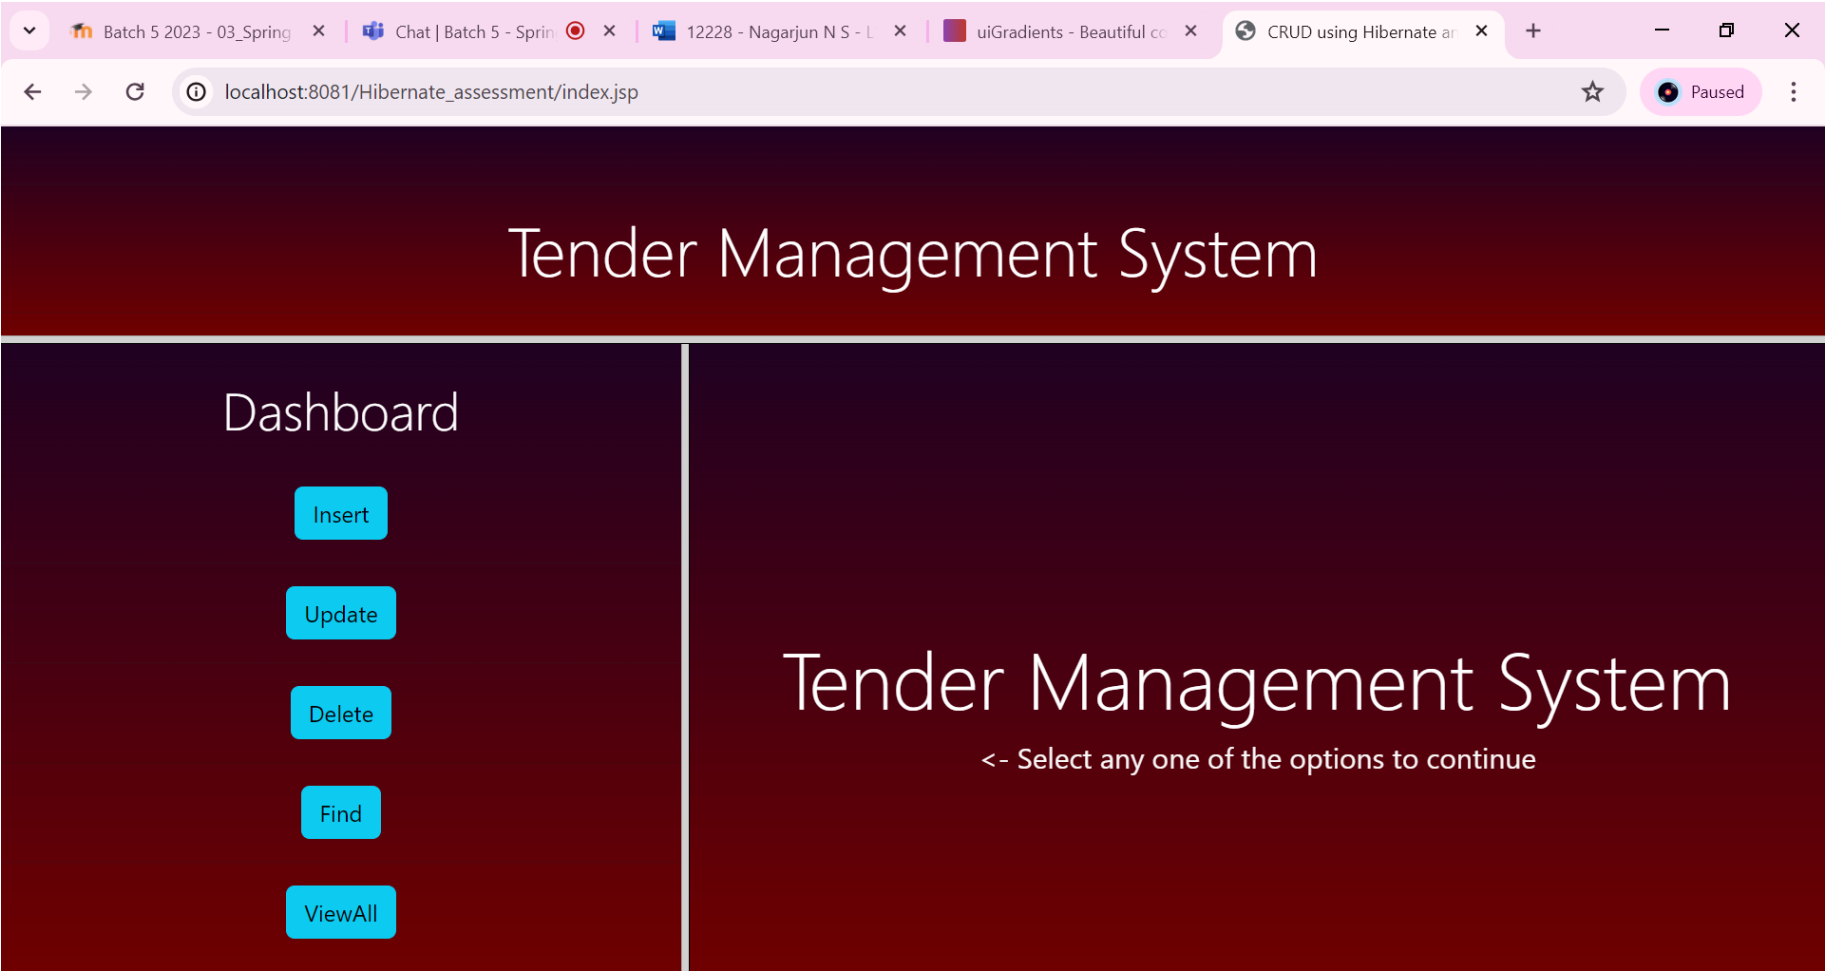 Batch 5 2023 - 03_Spring
Chat | Batch 5 - Sprin
12228 - Nagarjun N S - L
uiGradients - Beautiful co
CRUD using Hibernate an
localhost:8081/Hibernate_assessment/index.jsp
Paused
Tender Management System
Dashboard
Insert
Update
Delete
Find
ViewAll
Tender Management System
<- Select any one of the options to continue